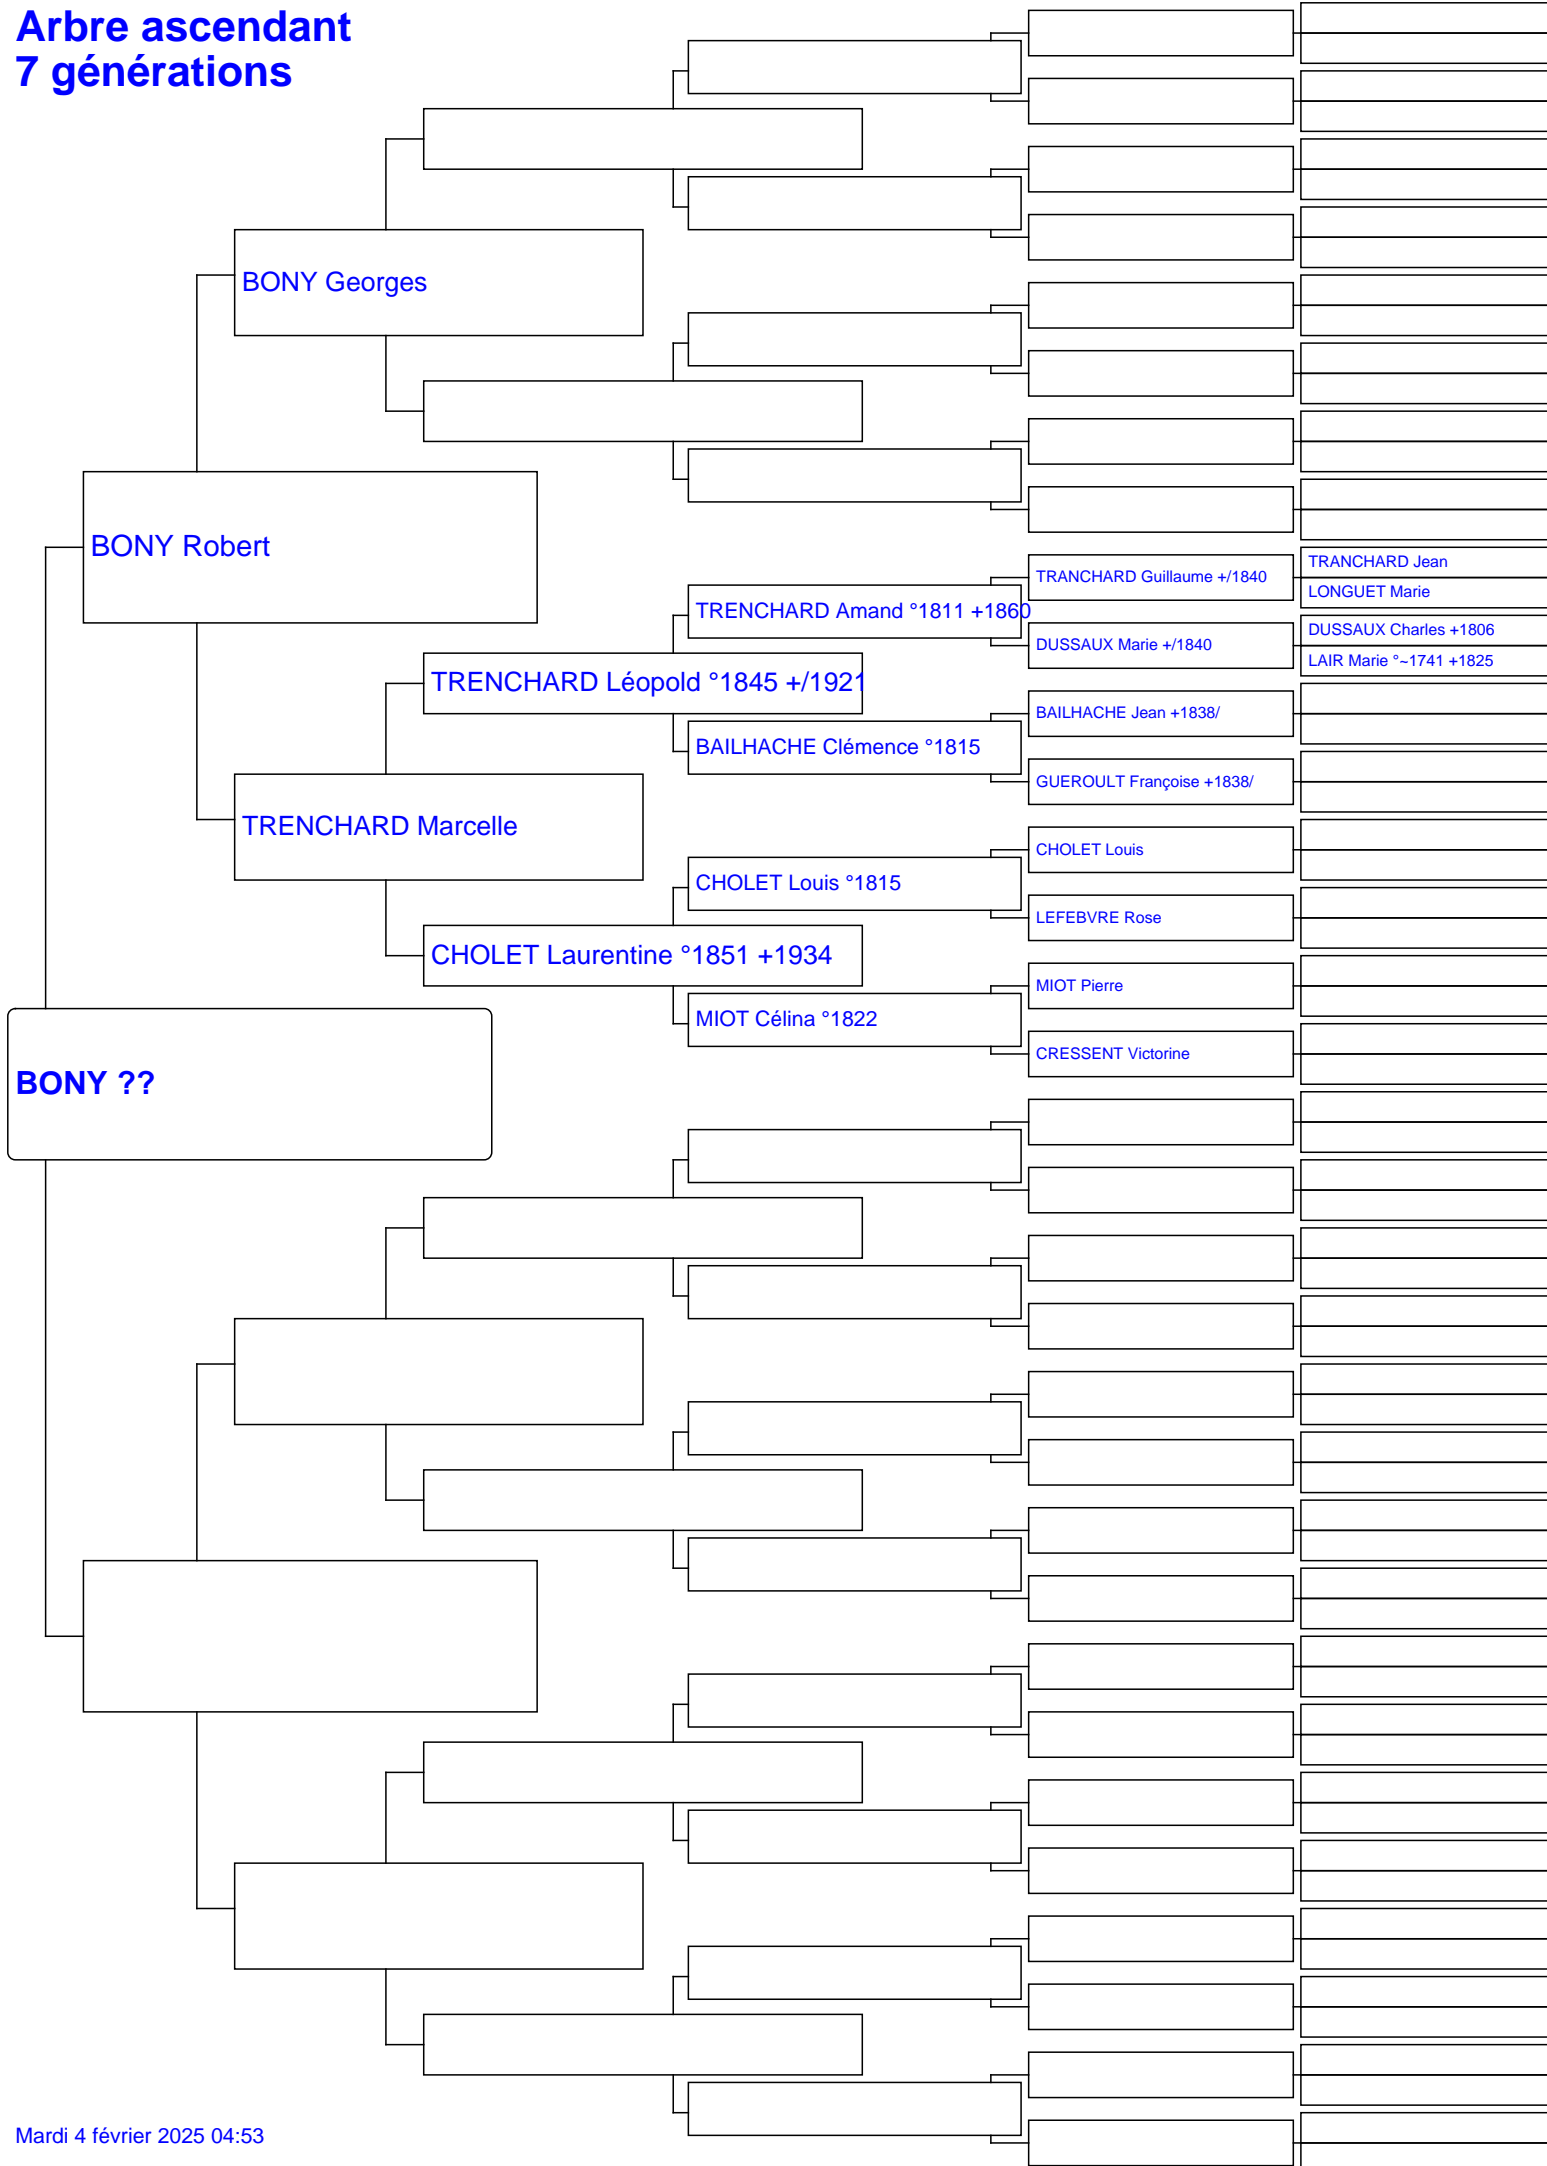 Arbre ascendant
7 générations
BONY Georges
BONY Robert
TRANCHARD Jean
TRANCHARD Guillaume +/1840
LONGUET Marie
TRENCHARD Amand °1811 +1860
DUSSAUX Charles +1806
DUSSAUX Marie +/1840
LAIR Marie °~1741 +1825
TRENCHARD Léopold °1845 +/1921
BAILHACHE Jean +1838/
BAILHACHE Clémence °1815
GUEROULT Françoise +1838/
TRENCHARD Marcelle
CHOLET Louis
CHOLET Louis °1815
LEFEBVRE Rose
CHOLET Laurentine °1851 +1934
MIOT Pierre
MIOT Célina °1822
CRESSENT Victorine
BONY ??
Mardi 4 février 2025 04:53